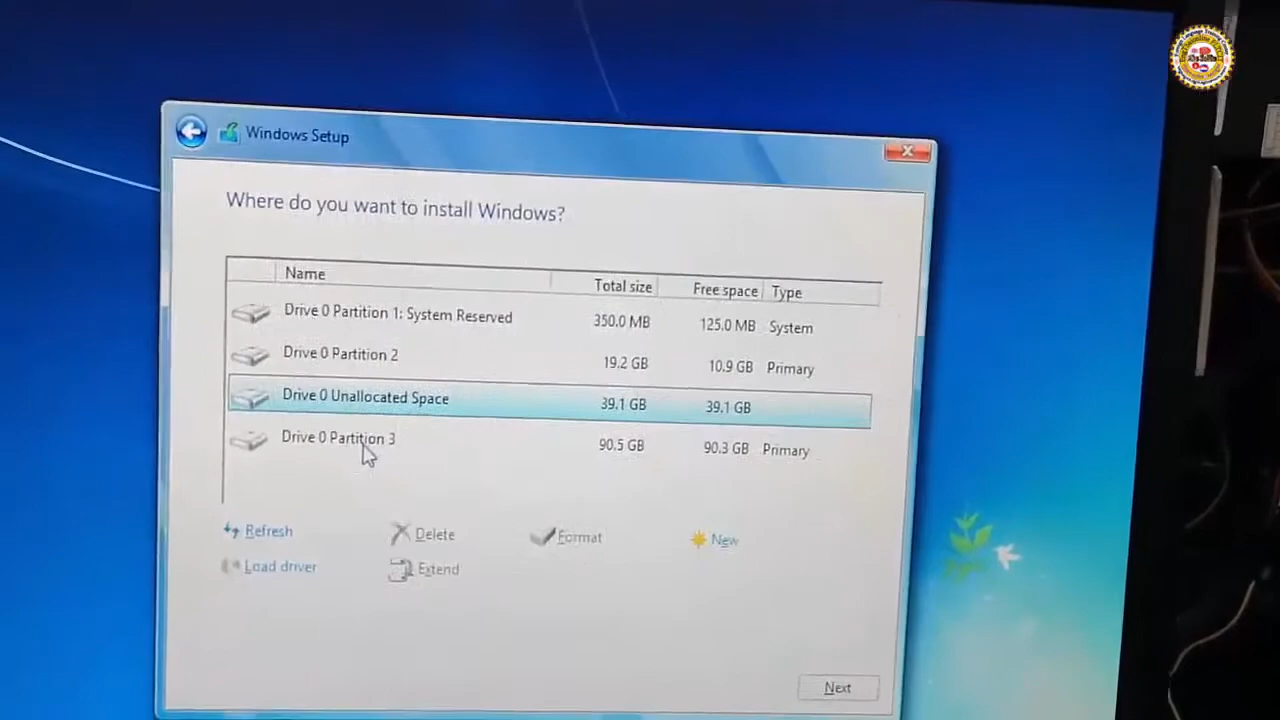 Windows Setup
Where do you want to install Windows?
Name Total size Free space Type
Drive 0 Partition 1: System Reserved 350.0 MB 125.0 MB System
Drive 0 Partition 2 19.2 GB 10.9 GB Primary
Drive 0 Unallocated Space 39.1 GB 39.1 GB
Drive 0 Partition 3 90.5 GB 90.3 GB Primary
Refresh Delete Format New
Load driver Extend
Next